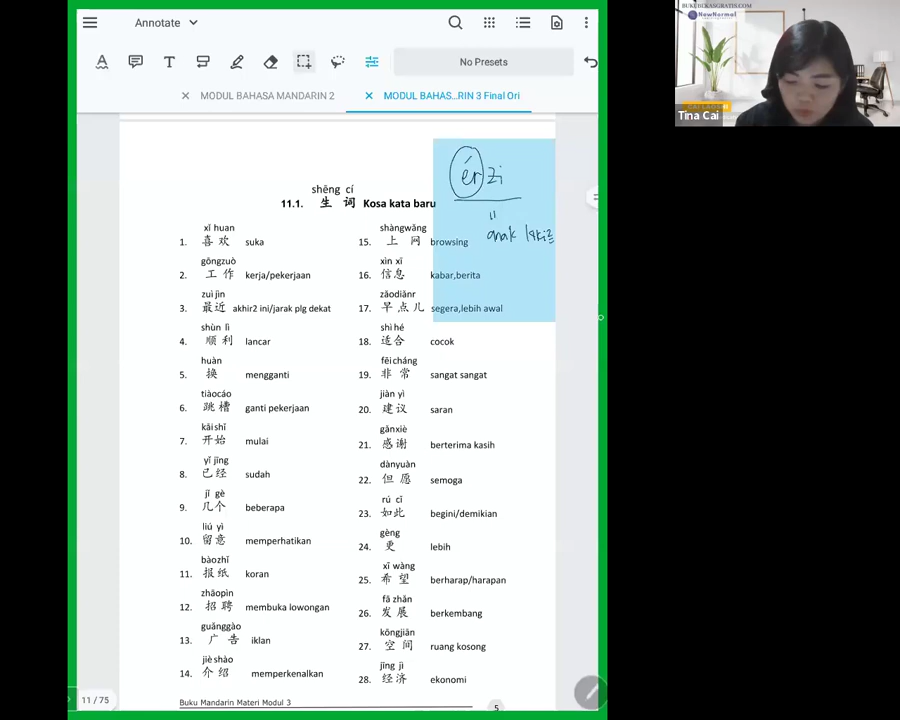 Annotate
No Presets
MODUL BAHASA MANDARIN 2
MODUL BAHAS...RIN 3 Final Ori
BUKUDIKASGRATIS.COM
NewNormal
Tina Cai
érzi
anak laki2
shēng cí
11.1. 生 词 Kosa kata baru
xǐ huan
1. 喜 欢 suka
gōngzuò
2. 工 作 kerja/pekerjaan
zuì jìn
3. 最近 akhir2 ini/jarak plg dekat
shùn lì
4. 顺 利 lancar
huàn
5. 换 mengganti
tiàocáo
6. 跳 槽 ganti pekerjaan
kāi shǐ
7. 开 始 mulai
yǐ jīng
8. 已 经 sudah
jǐ gè
9. 几 个 beberapa
liú yì
10. 留 意 memperhatikan
bàozhǐ
11. 报 纸 koran
zhāopìn
12. 招 聘 membuka lowongan
guǎnggào
13. 广 告 iklan
jiè shào
14. 介 绍 memperkenalkan
shàngwǎng
15. 上 网 browsing
xìn xī
16. 信息 kabar,berita
zǎodiǎnr
17. 早 点 儿 segera,lebih awal
shì hé
18. 适合 cocok
fēi cháng
19. 非 常 sangat sangat
jiàn yì
20. 建 议 saran
gǎnxiè
21. 感 谢 berterima kasih
dànyuàn
22. 但 愿 semoga
rú cǐ
23. 如 此 begini/demikian
gèng
24. 更 lebih
xī wàng
25. 希 望 berharap/harapan
fā zhǎn
26. 发 展 berkembang
kōngjiān
27. 空 间 ruang kosong
jīng jì
28. 经 济 ekonomi
Buku Mandarin Materi Modul 3
5
11 / 75